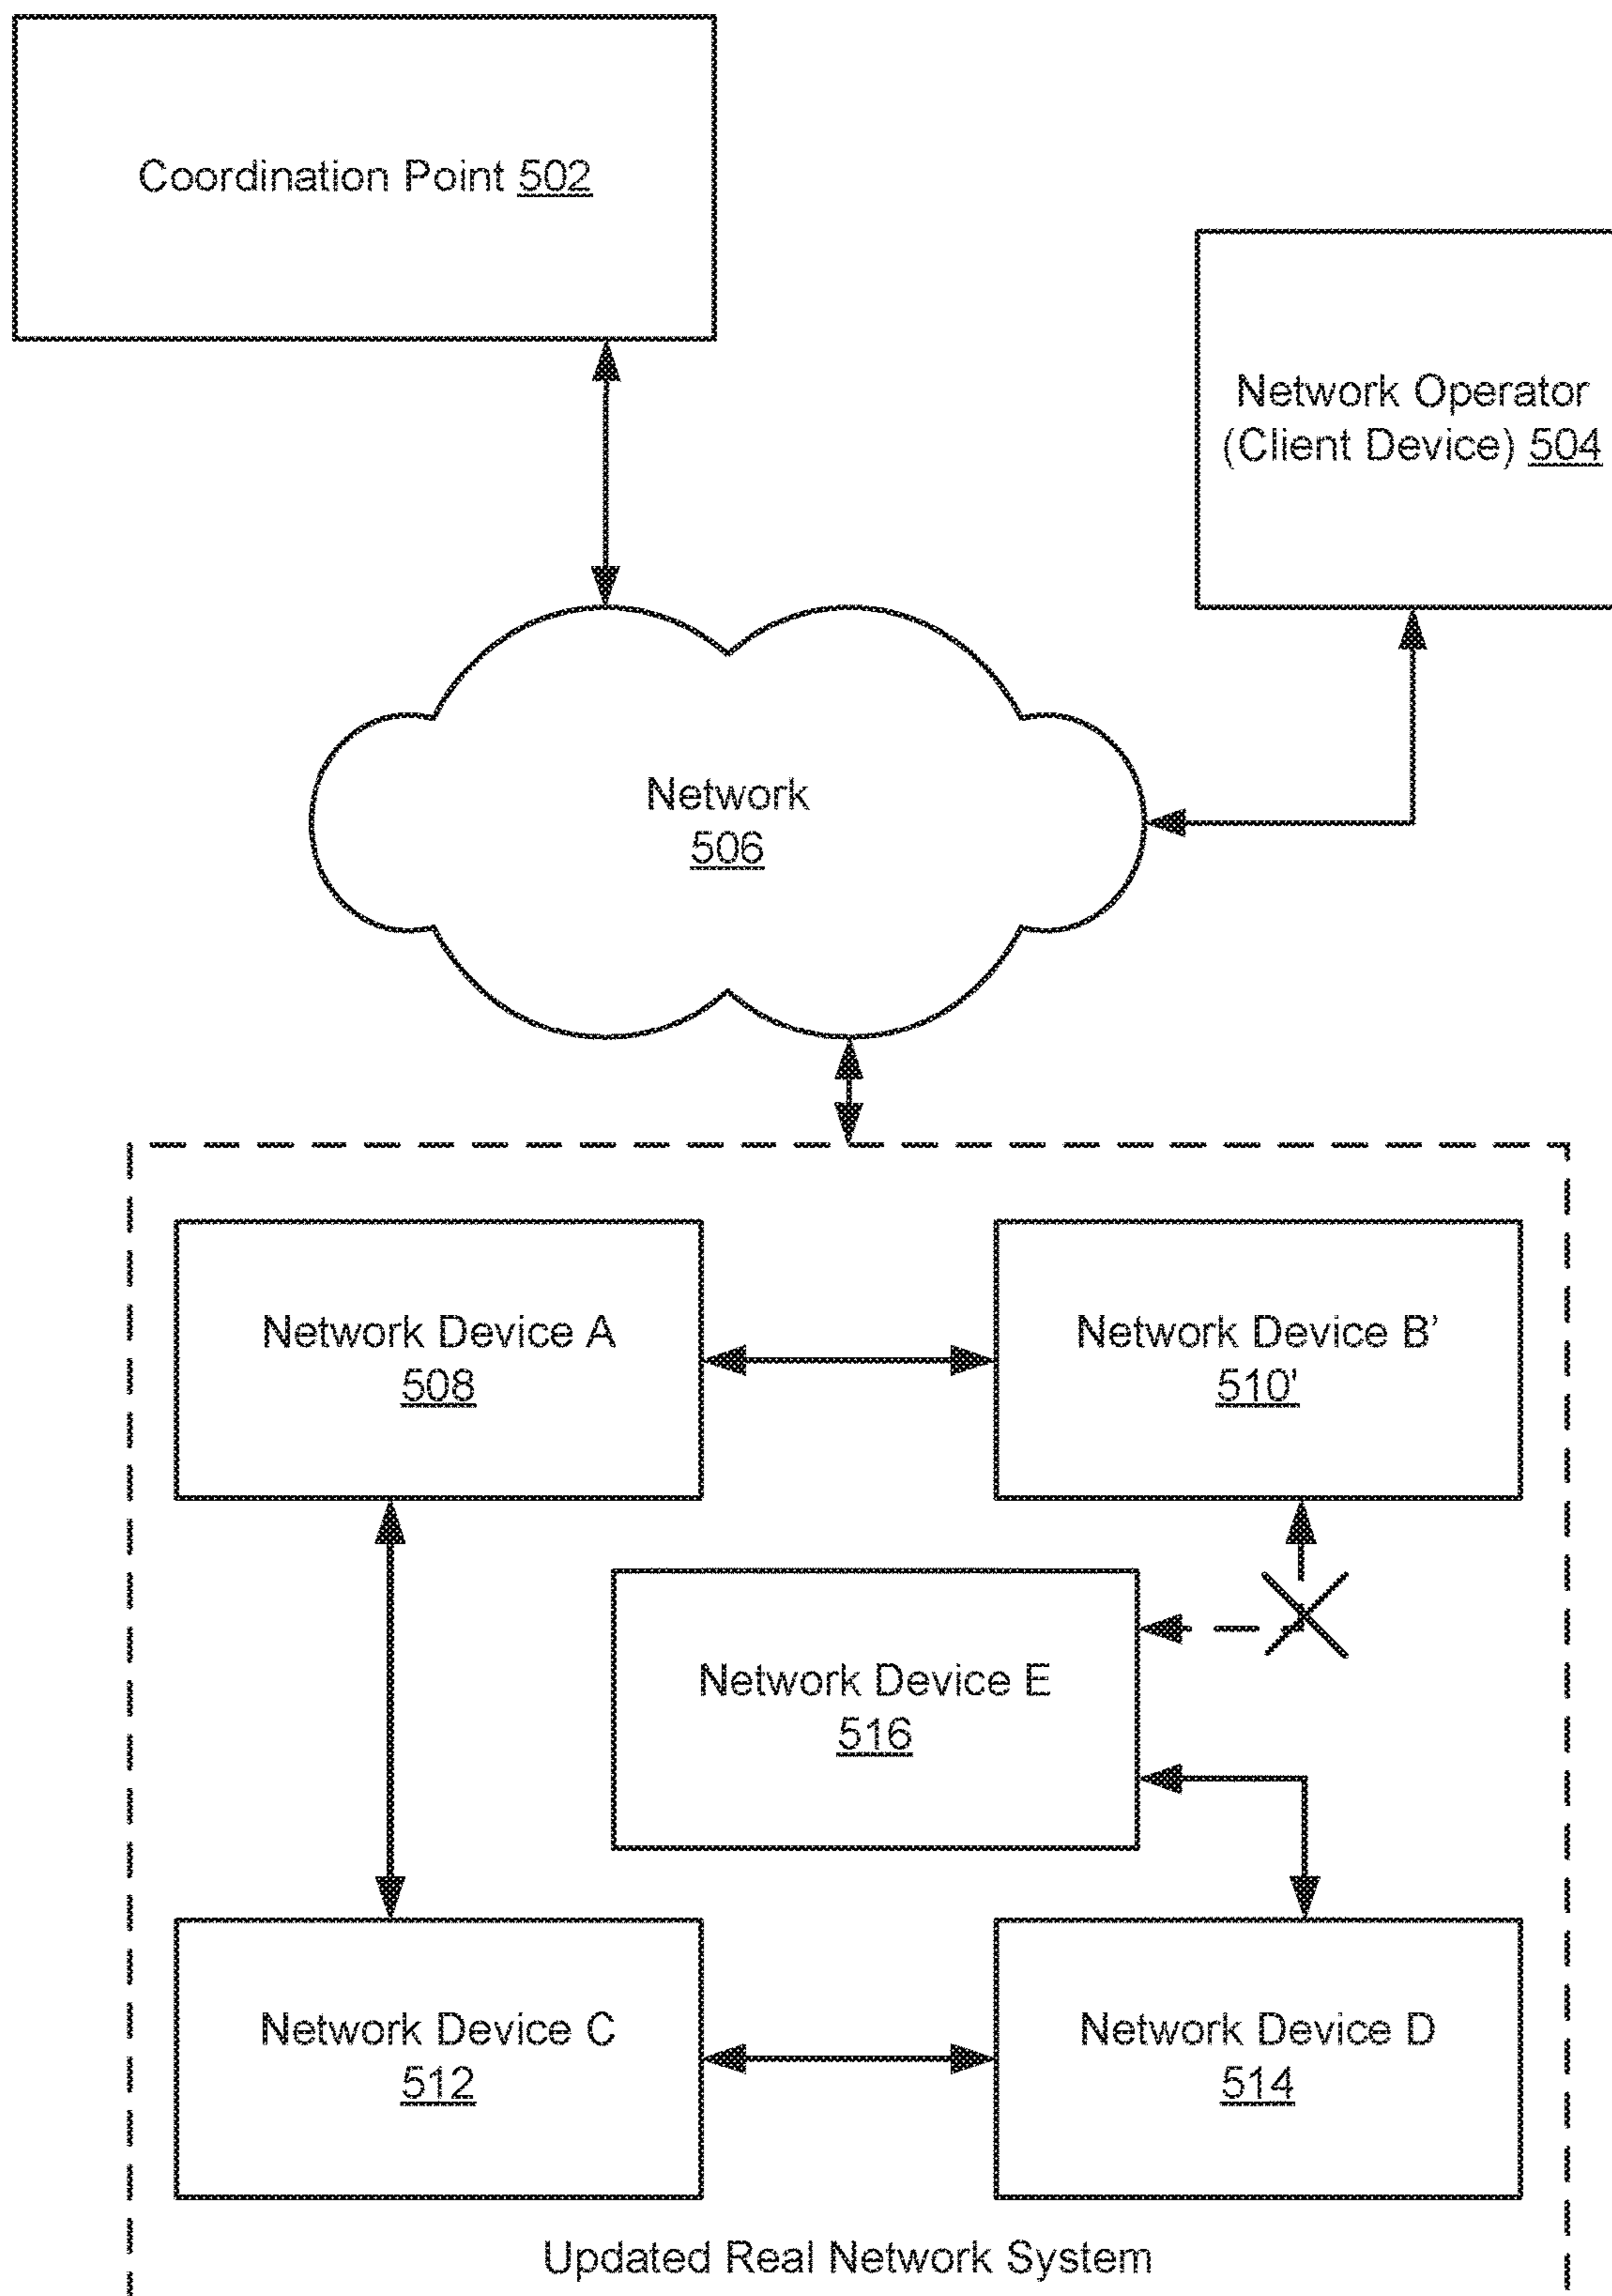 Coordination Point 502
Network Operator
(Client Device) 504
Network
506
Network Device A
508
Network Device B’
510'
Network Device E
516
Network Device C
512
Network Device D
514
Updated Real Network System